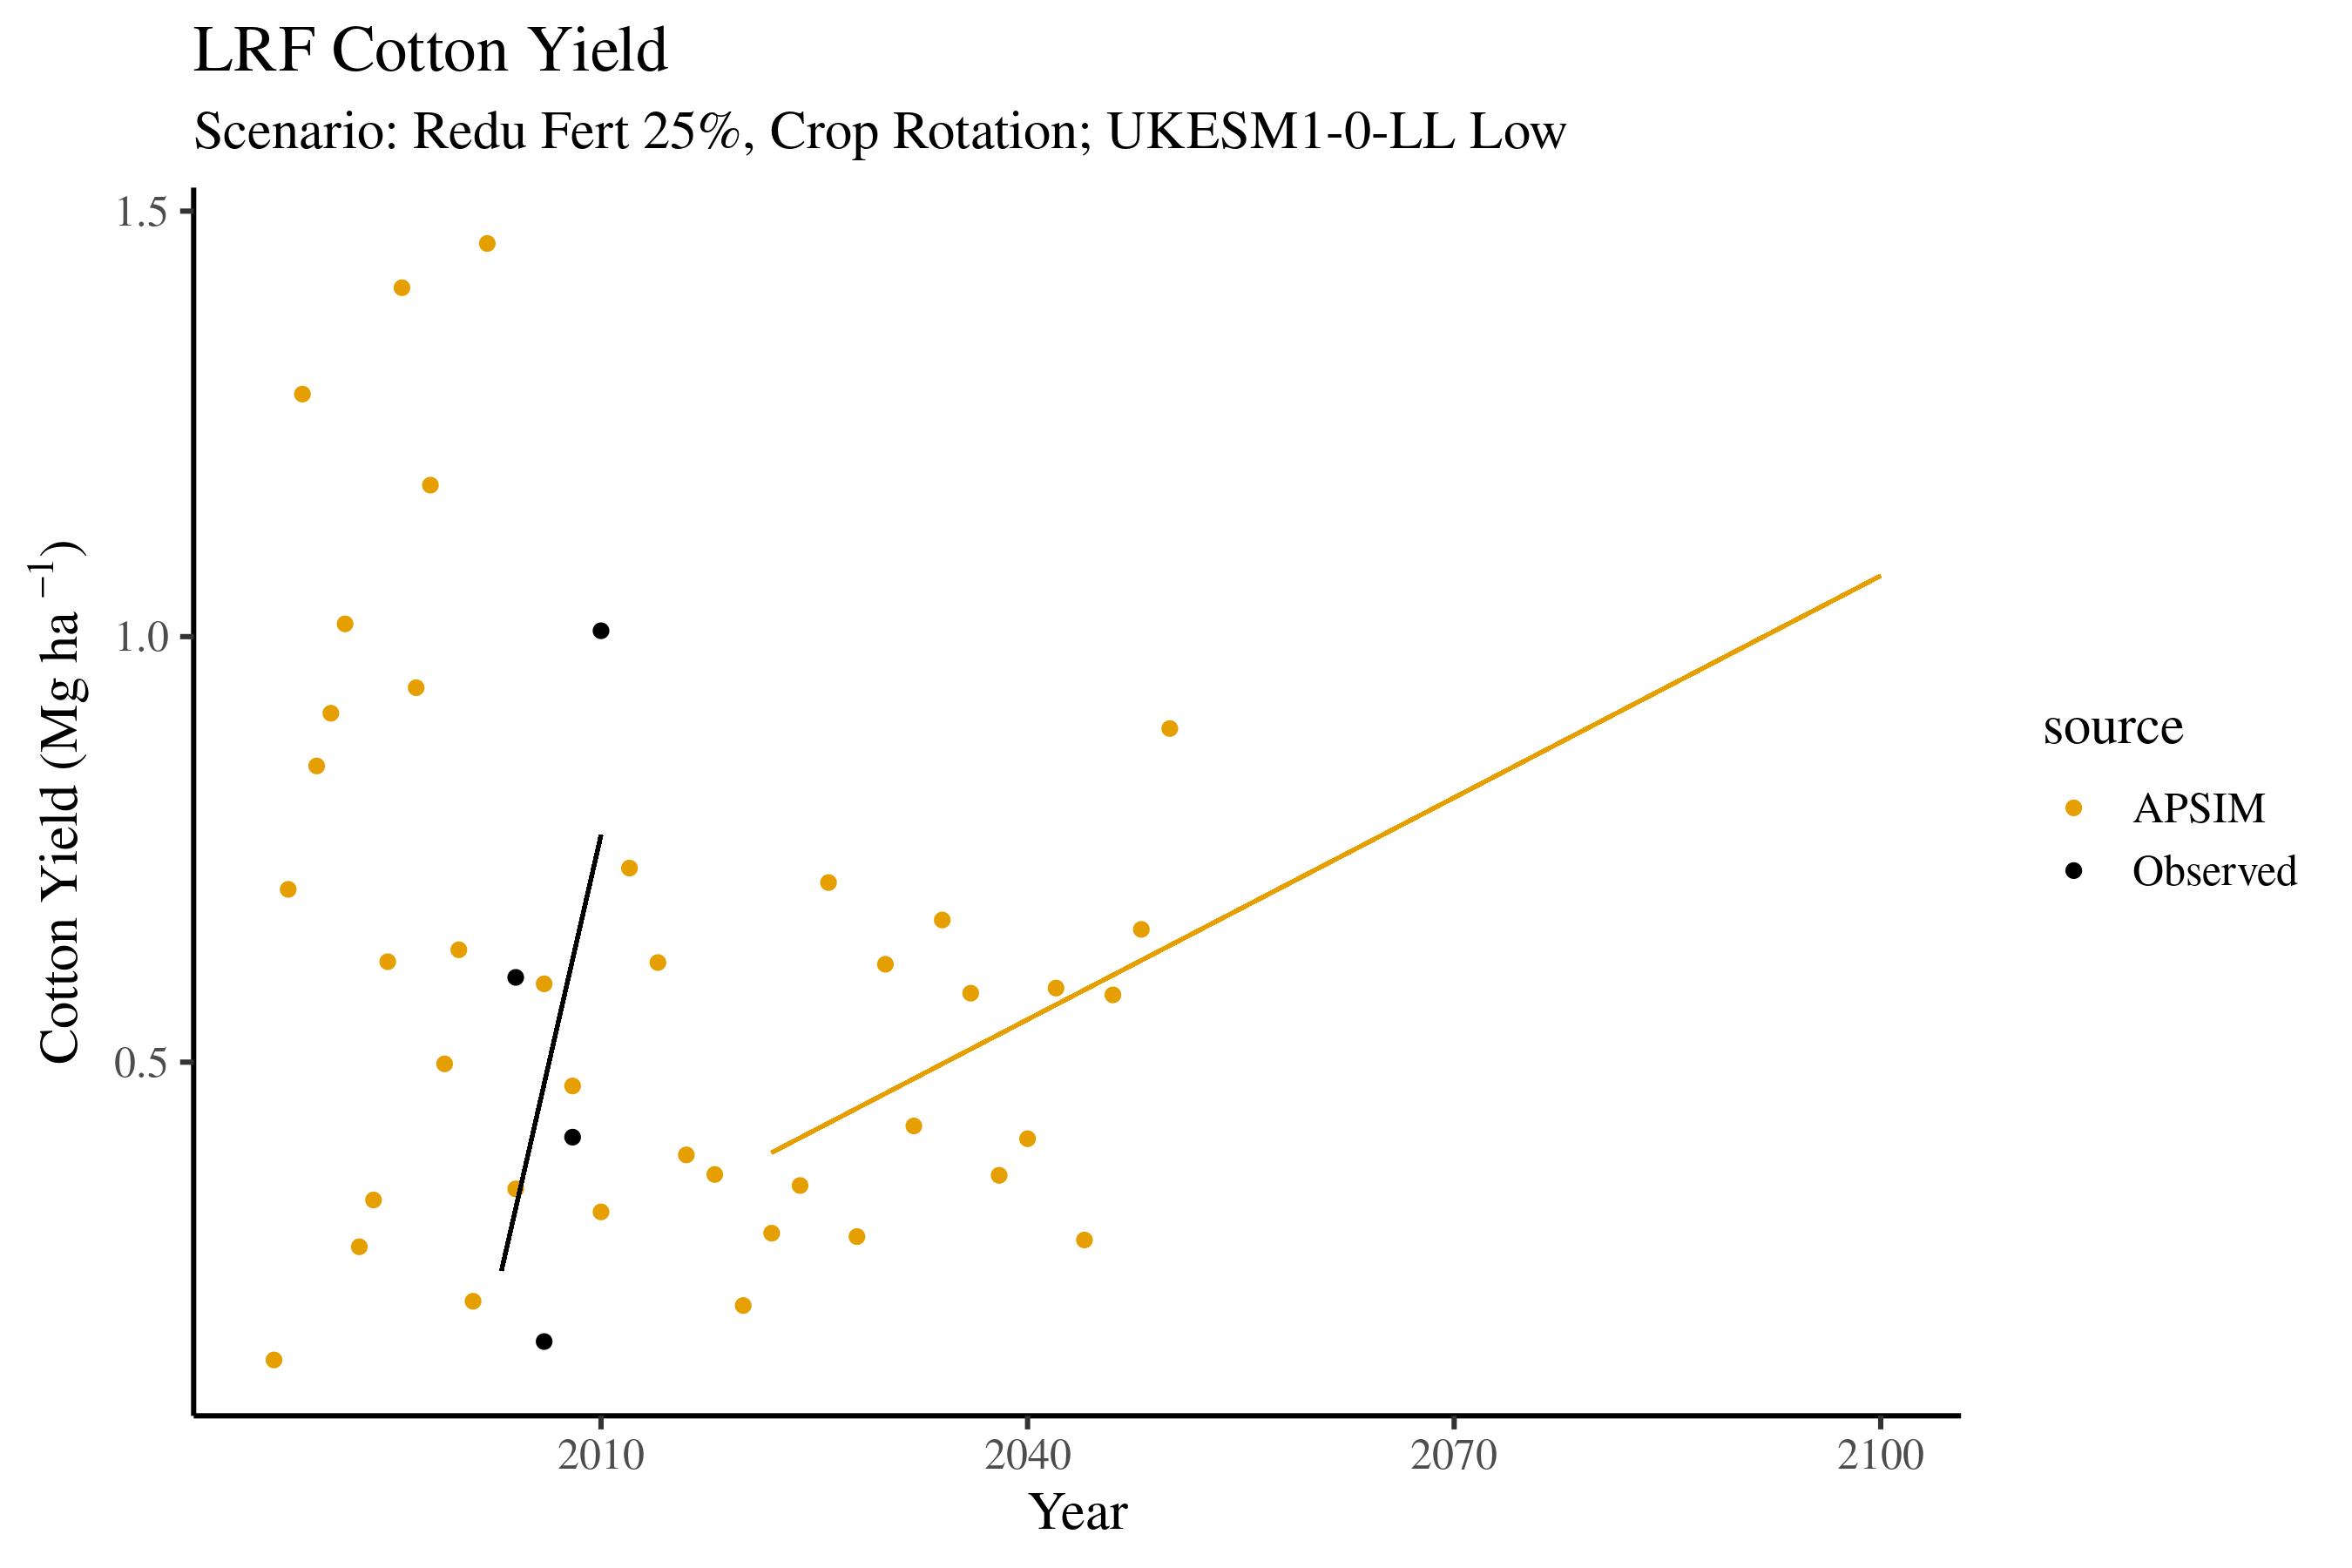 LRF Cotton Yield
Scenario: Redu Fert 25%, Crop Rotation; UKESM1-0-LL Low
Cotton Yield (Mg ha⁻¹)
1.5
1.0
0.5
2010
2040
2070
2100
Year
source
APSIM
Observed